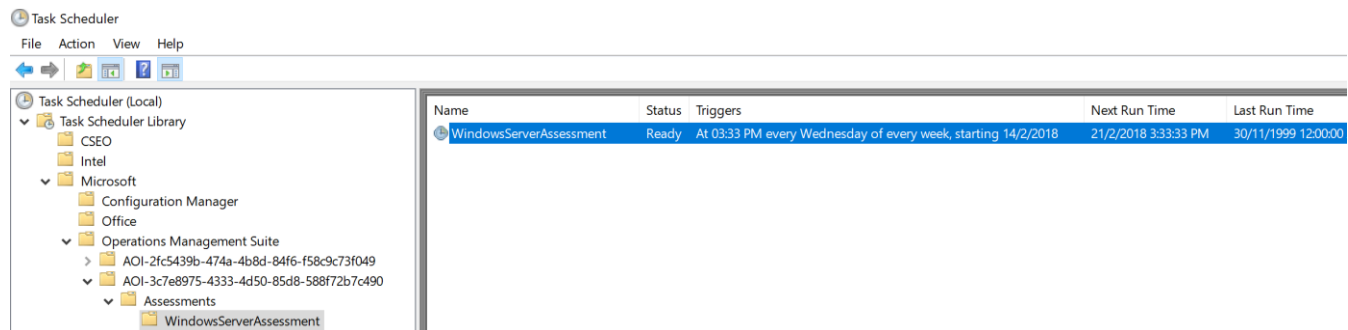 Task Scheduler
File Action View Help
Task Scheduler (Local)
Task Scheduler Library
CSEO
Intel
Microsoft
Configuration Manager
Office
Operations Management Suite
AOI-2fc5439b-474a-4b8d-84f6-f58c9c73f049
AOI-3c7e8975-4333-4d50-85d8-588f72b7c490
Assessments
WindowsServerAssessment
Name Status Triggers Next Run Time Last Run Time
WindowsServerAssessment Ready At 03:33 PM every Wednesday of every week, starting 14/2/2018 21/2/2018 3:33:33 PM 30/11/1999 12:00:00